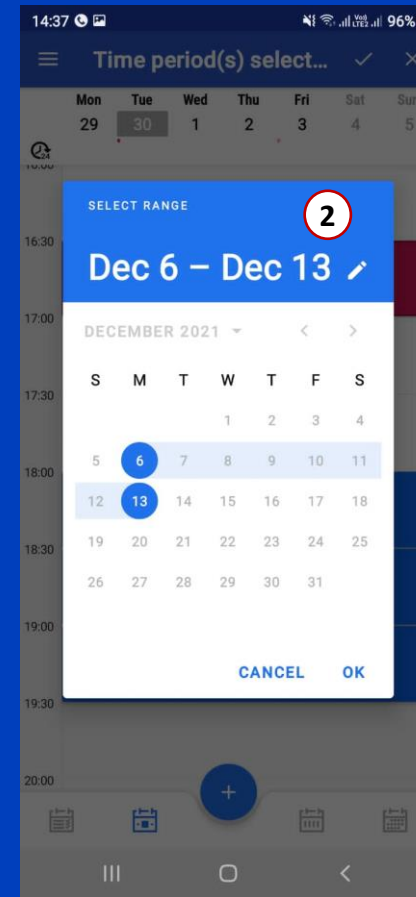 14:37 96%
Time period(s) select...
Mon Tue Wed Thu Fri Sat Sun
29 30 1 2 3 4 5
24
16:30
17:00
17:30
18:00
18:30
19:00
19:30
20:00
SELECT RANGE
2
Dec 6 – Dec 13
DECEMBER 2021
S M T W T F S
1 2 3 4
5 6 7 8 9 10 11
12 13 14 15 16 17 18
19 20 21 22 23 24 25
26 27 28 29 30 31
CANCEL OK